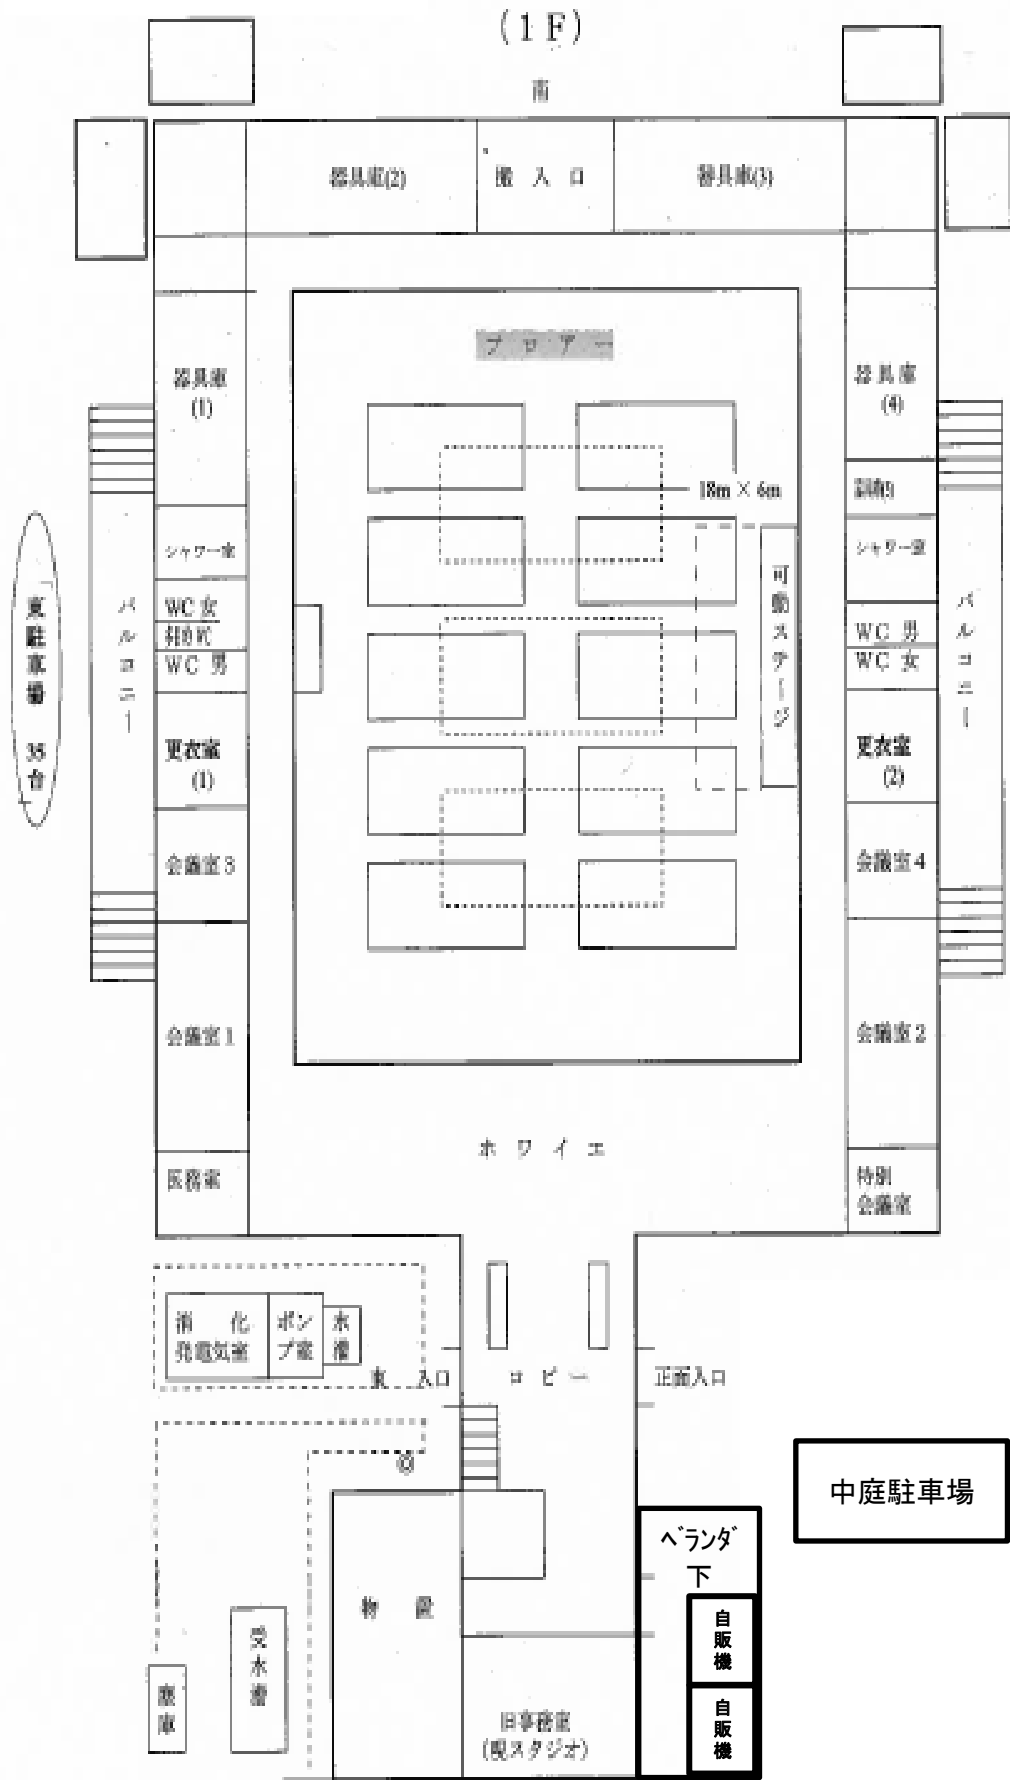 (1F)
南
器具庫(2)
搬入口
器具庫(3)
フロアー
器具庫
(1)
器具庫
(4)
18m × 6m
シャワー室
シャワー室
可動ステージ
WC 女
WC 男
WC 男
WC 女
バルコニー
バルコニー
東駐車場 35台
更衣室
(1)
更衣室
(2)
会議室3
会議室4
会議室1
会議室2
ホワイエ
医務室
特別
会議室
消化
発電気室
ポン
プ室
水槽
東入口
ロビー
正面入口
中庭駐車場
ベランダ
下
物置
自販機
受水槽
塵庫
自販機
旧事務室
(現スタジオ)